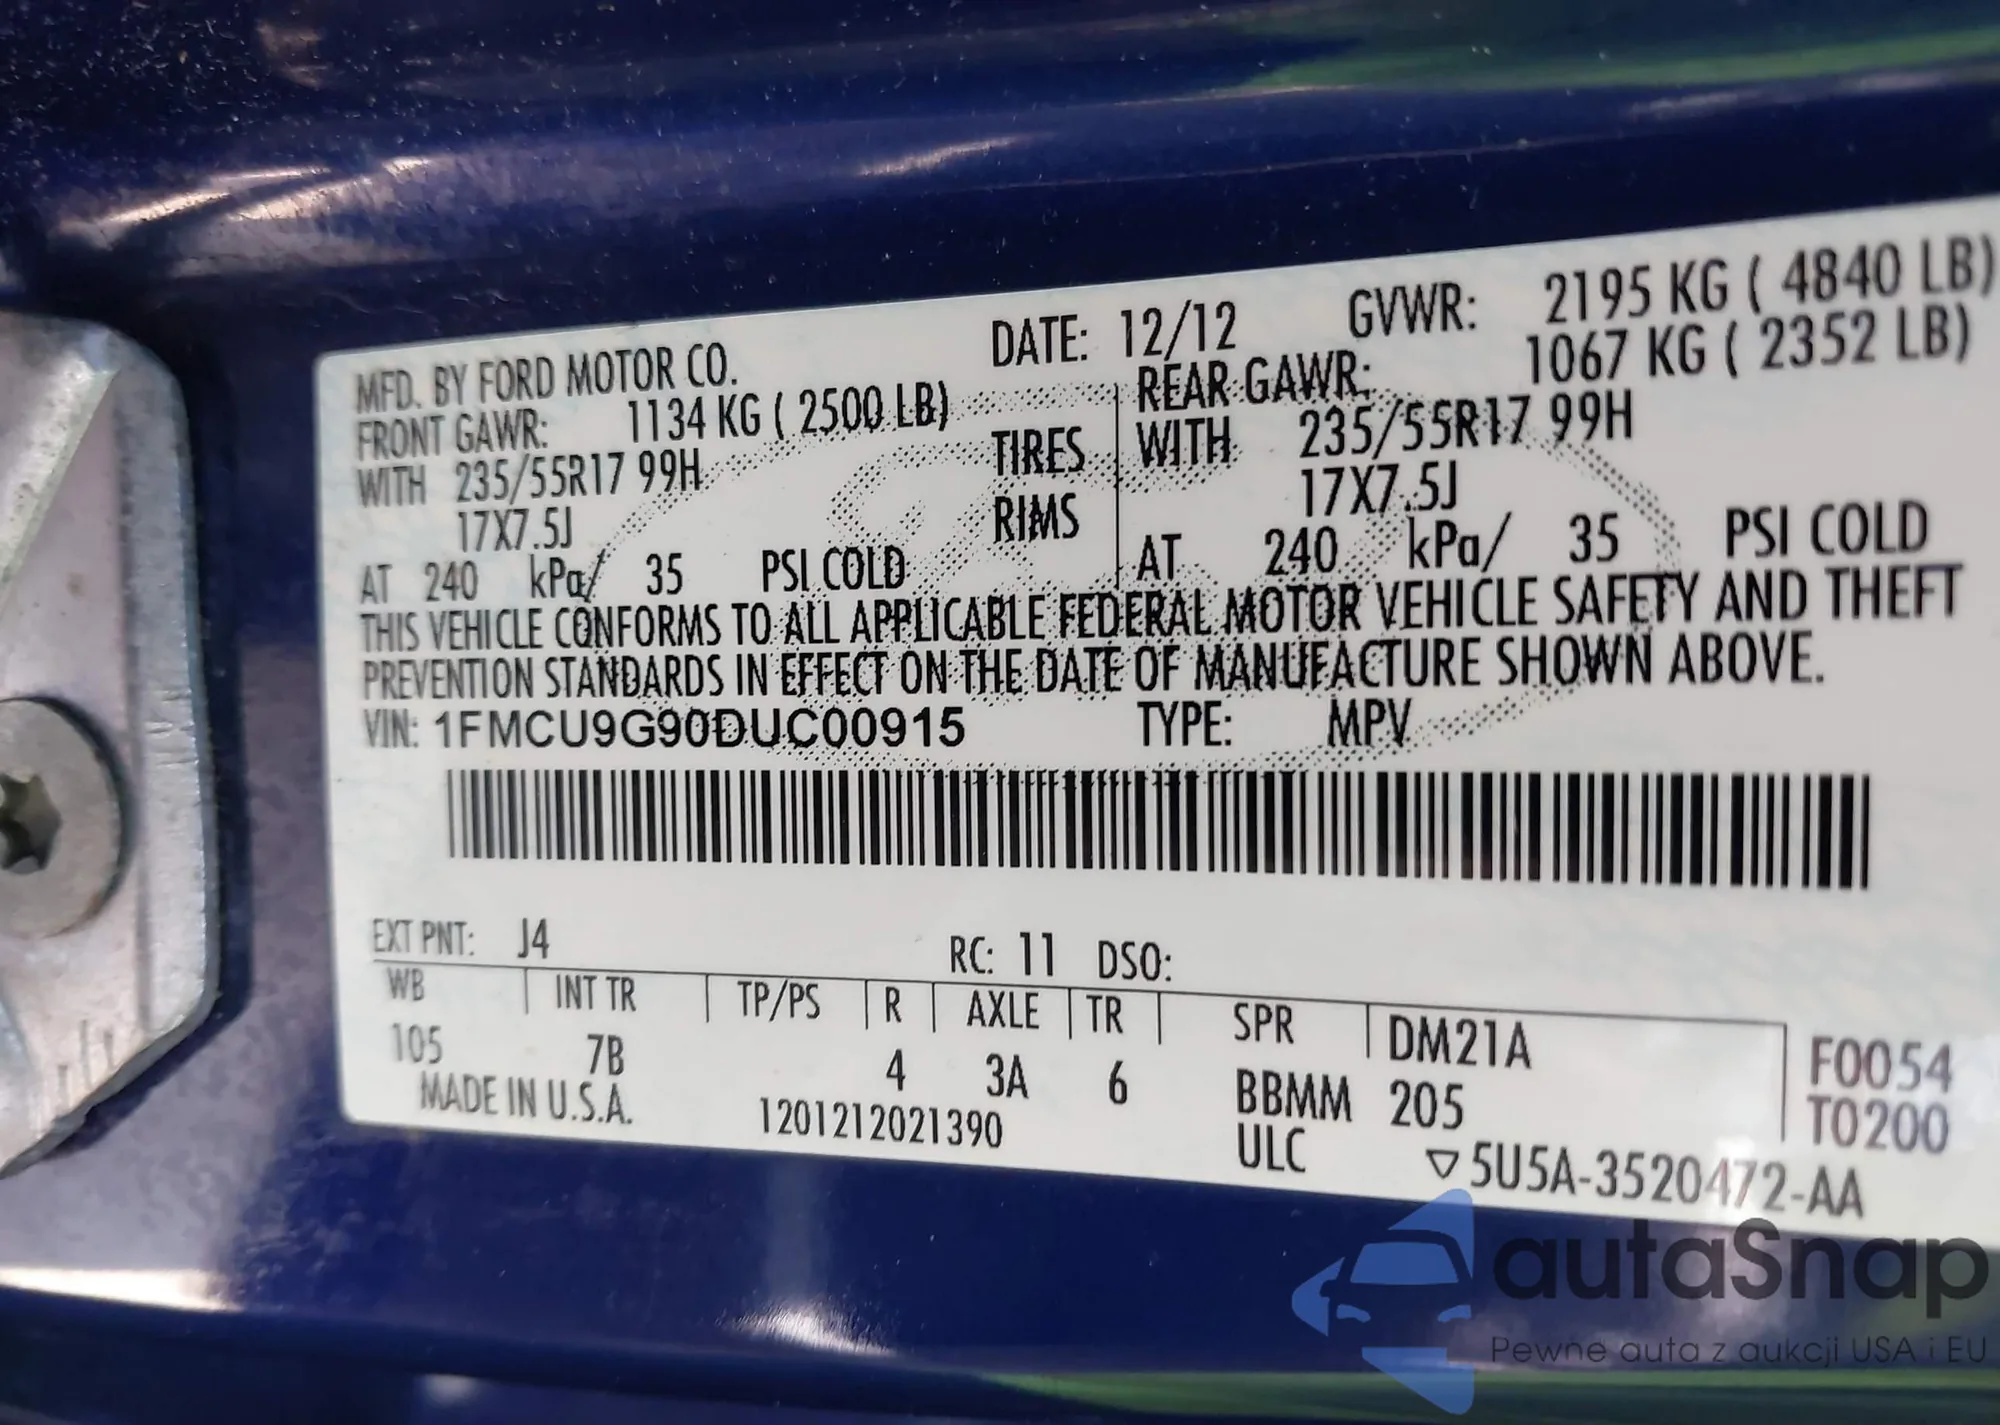 MFD. BY FORD MOTOR CO. DATE: 12/12 GVWR: 2195 KG ( 4840 LB)
FRONT GAWR: 1134 KG ( 2500 LB) REAR GAWR: 1067 KG ( 2352 LB)
WITH 235/55R17 99H TIRES WITH 235/55R17 99H
17X7.5J RIMS 17X7.5J
AT 240 kPa/ 35 PSI COLD AT 240 kPa/ 35 PSI COLD
THIS VEHICLE CONFORMS TO ALL APPLICABLE FEDERAL MOTOR VEHICLE SAFETY AND THEFT
PREVENTION STANDARDS IN EFFECT ON THE DATE OF MANUFACTURE SHOWN ABOVE.
VIN: 1FMCU9G90DUC00915 TYPE: MPV
EXT PNT: J4 RC: 11 DSO:
WB INT TR TP/PS R AXLE TR SPR DM21A F0054
105 7B 4 3A 6 BBMM 205 T0200
MADE IN U.S.A. 1201212021390 ULC ▽5U5A-3520472-AA
autaSnap
Pewne auta z aukcji USA i EU